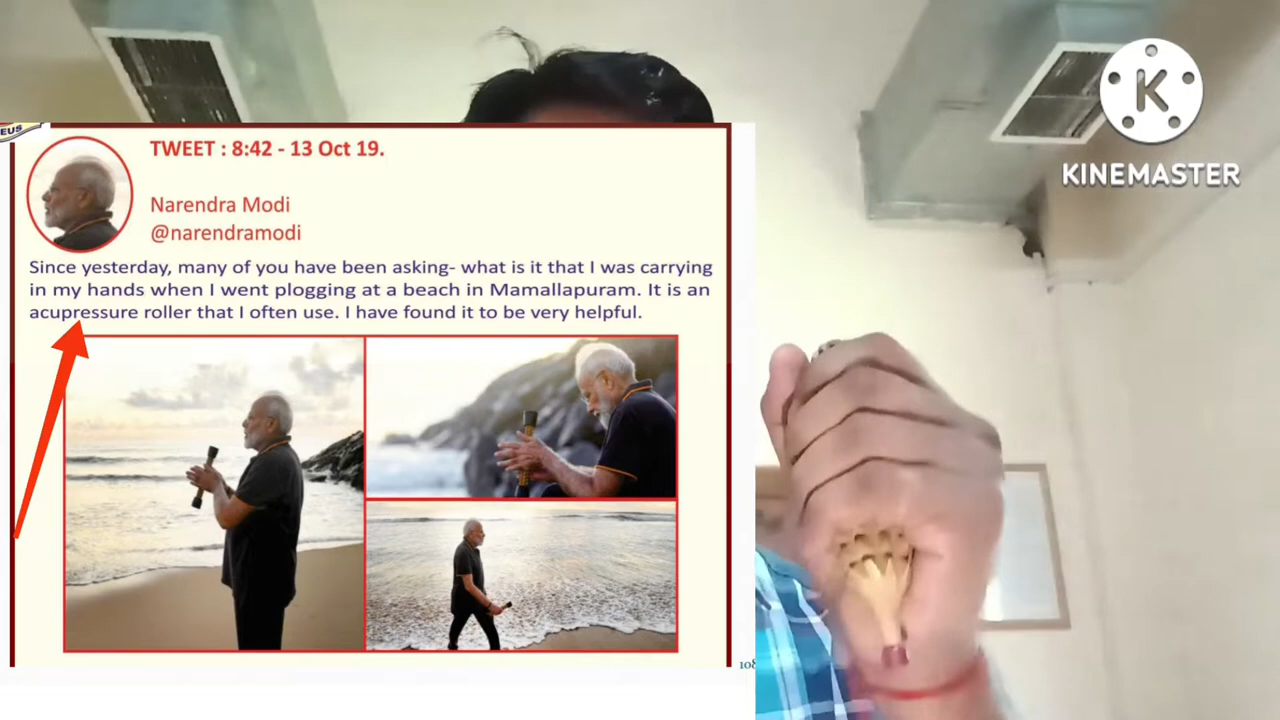 EUS
TWEET : 8:42 - 13 Oct 19.
Narendra Modi
@narendramodi
Since yesterday, many of you have been asking- what is it that I was carrying
in my hands when I went plogging at a beach in Mamallapuram. It is an
acupressure roller that I often use. I have found it to be very helpful.
108
K
KINEMASTER